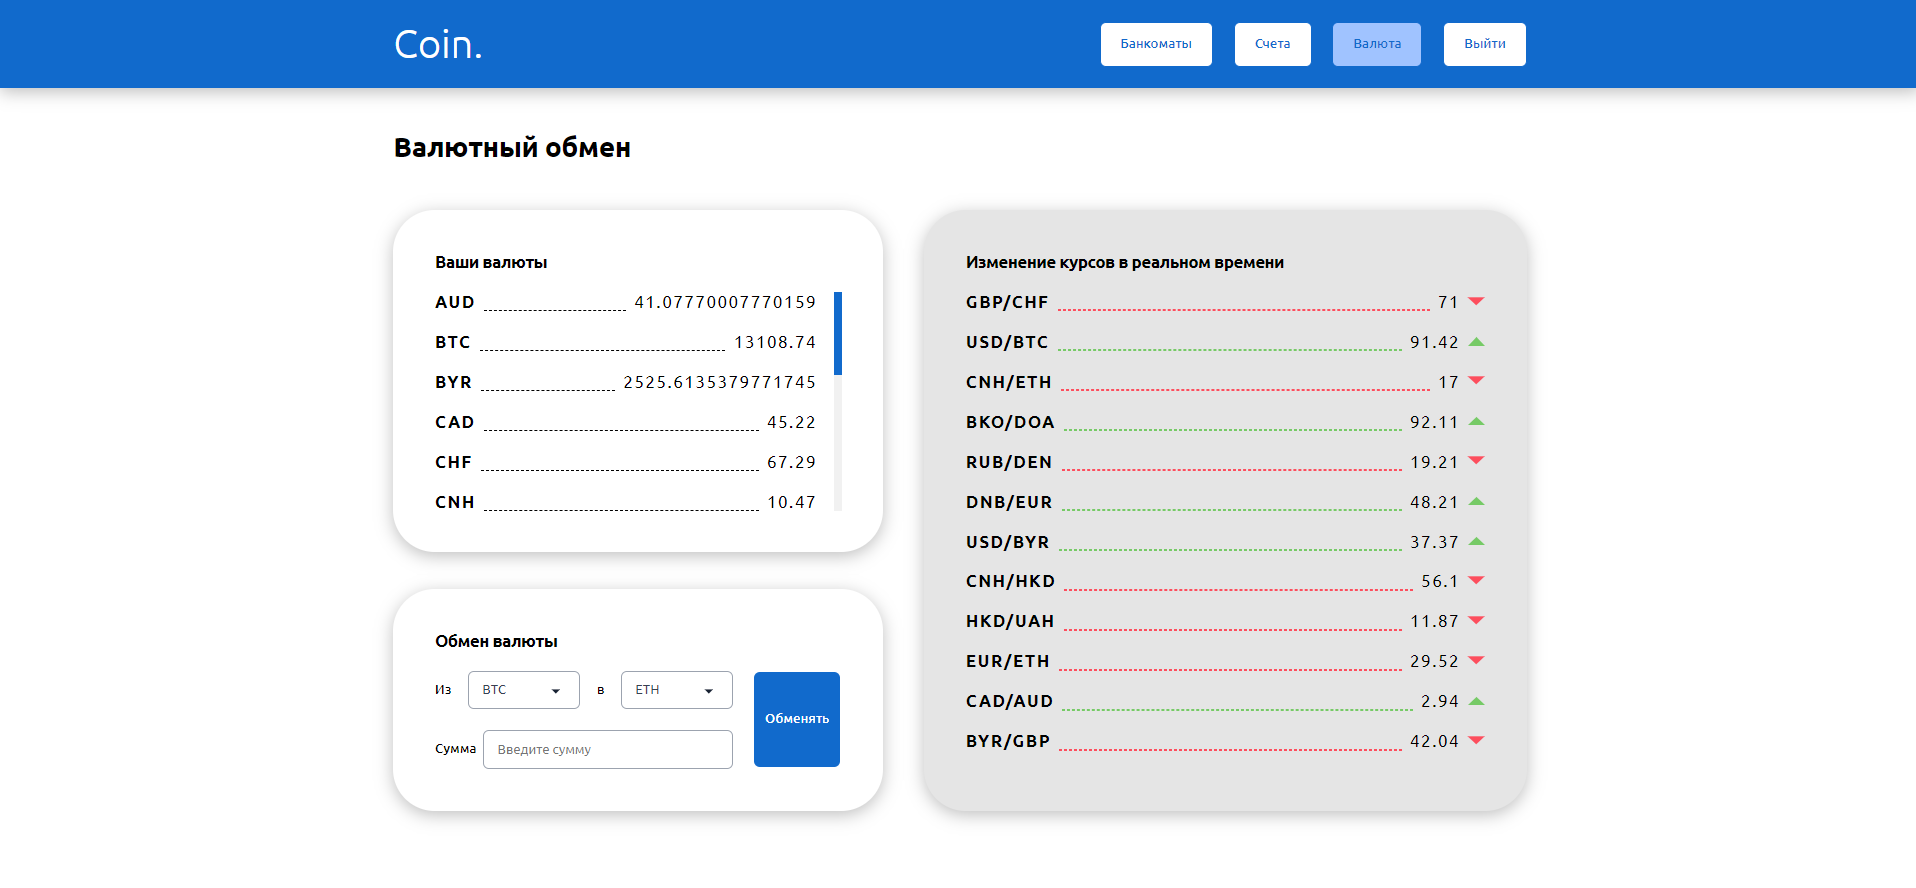 Coin.
Банкоматы
Счета
Валюта
Выйти
Валютный обмен
Ваши валюты
AUD 41.07770007770159
BTC 13108.74
BYR 2525.6135379771745
CAD 45.22
CHF 67.29
CNH 10.47
Обмен валюты
Из BTC в ETH
Обменять
Сумма Введите сумму
Изменение курсов в реальном времени
GBP/CHF 71
USD/BTC 91.42
CNH/ETH 17
BKO/DOA 92.11
RUB/DEN 19.21
DNB/EUR 48.21
USD/BYR 37.37
CNH/HKD 56.1
HKD/UAH 11.87
EUR/ETH 29.52
CAD/AUD 2.94
BYR/GBP 42.04